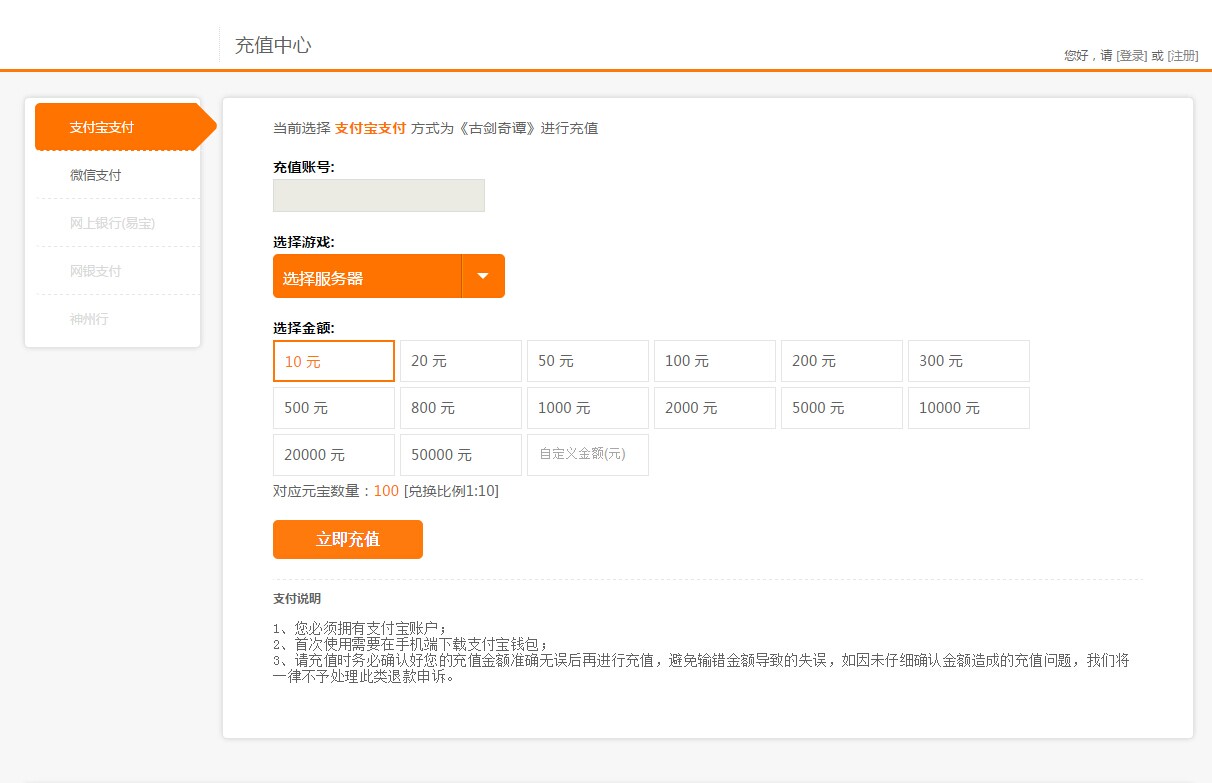 充值中心
您好，请 [登录] 或 [注册]
支付宝支付
微信支付
网上银行(易宝)
网银支付
神州行
当前选择 支付宝支付 方式为《古剑奇谭》进行充值
充值账号:
选择游戏:
选择服务器
选择金额:
10 元
20 元
50 元
100 元
200 元
300 元
500 元
800 元
1000 元
2000 元
5000 元
10000 元
20000 元
50000 元
自定义金额(元)
对应元宝数量：100 [兑换比例1:10]
立即充值
支付说明
1、您必须拥有支付宝账户；
2、首次使用需要在手机端下载支付宝钱包；
3、请充值时务必确认好您的充值金额准确无误后再进行充值，避免输错金额导致的失误，如因未仔细确认金额造成的充值问题，我们将
一律不予处理此类退款申诉。